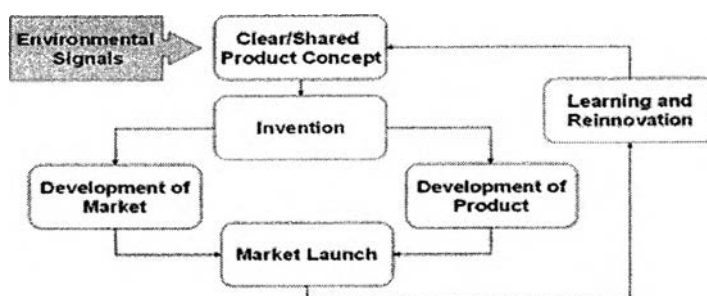 Environmental
Signals
Clear/Shared
Product Concept
Learning and
Reinnovation
Invention
Development of
Market
Development of
Product
Market Launch